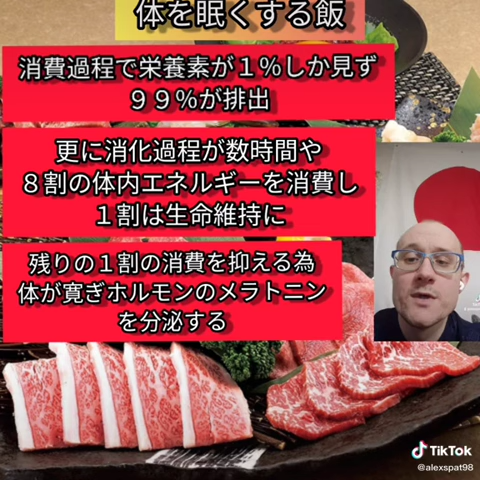 体を眠くする飯
消費過程で栄養素が１%しか見ず
９９%が排出
更に消化過程が数時間や
８割の体内エネルギーを消費し
１割は生命維持に
残りの１割の消費を抑える為
体が寛ぎホルモンのメラトニン
を分泌する
TikTok
@alexspat98